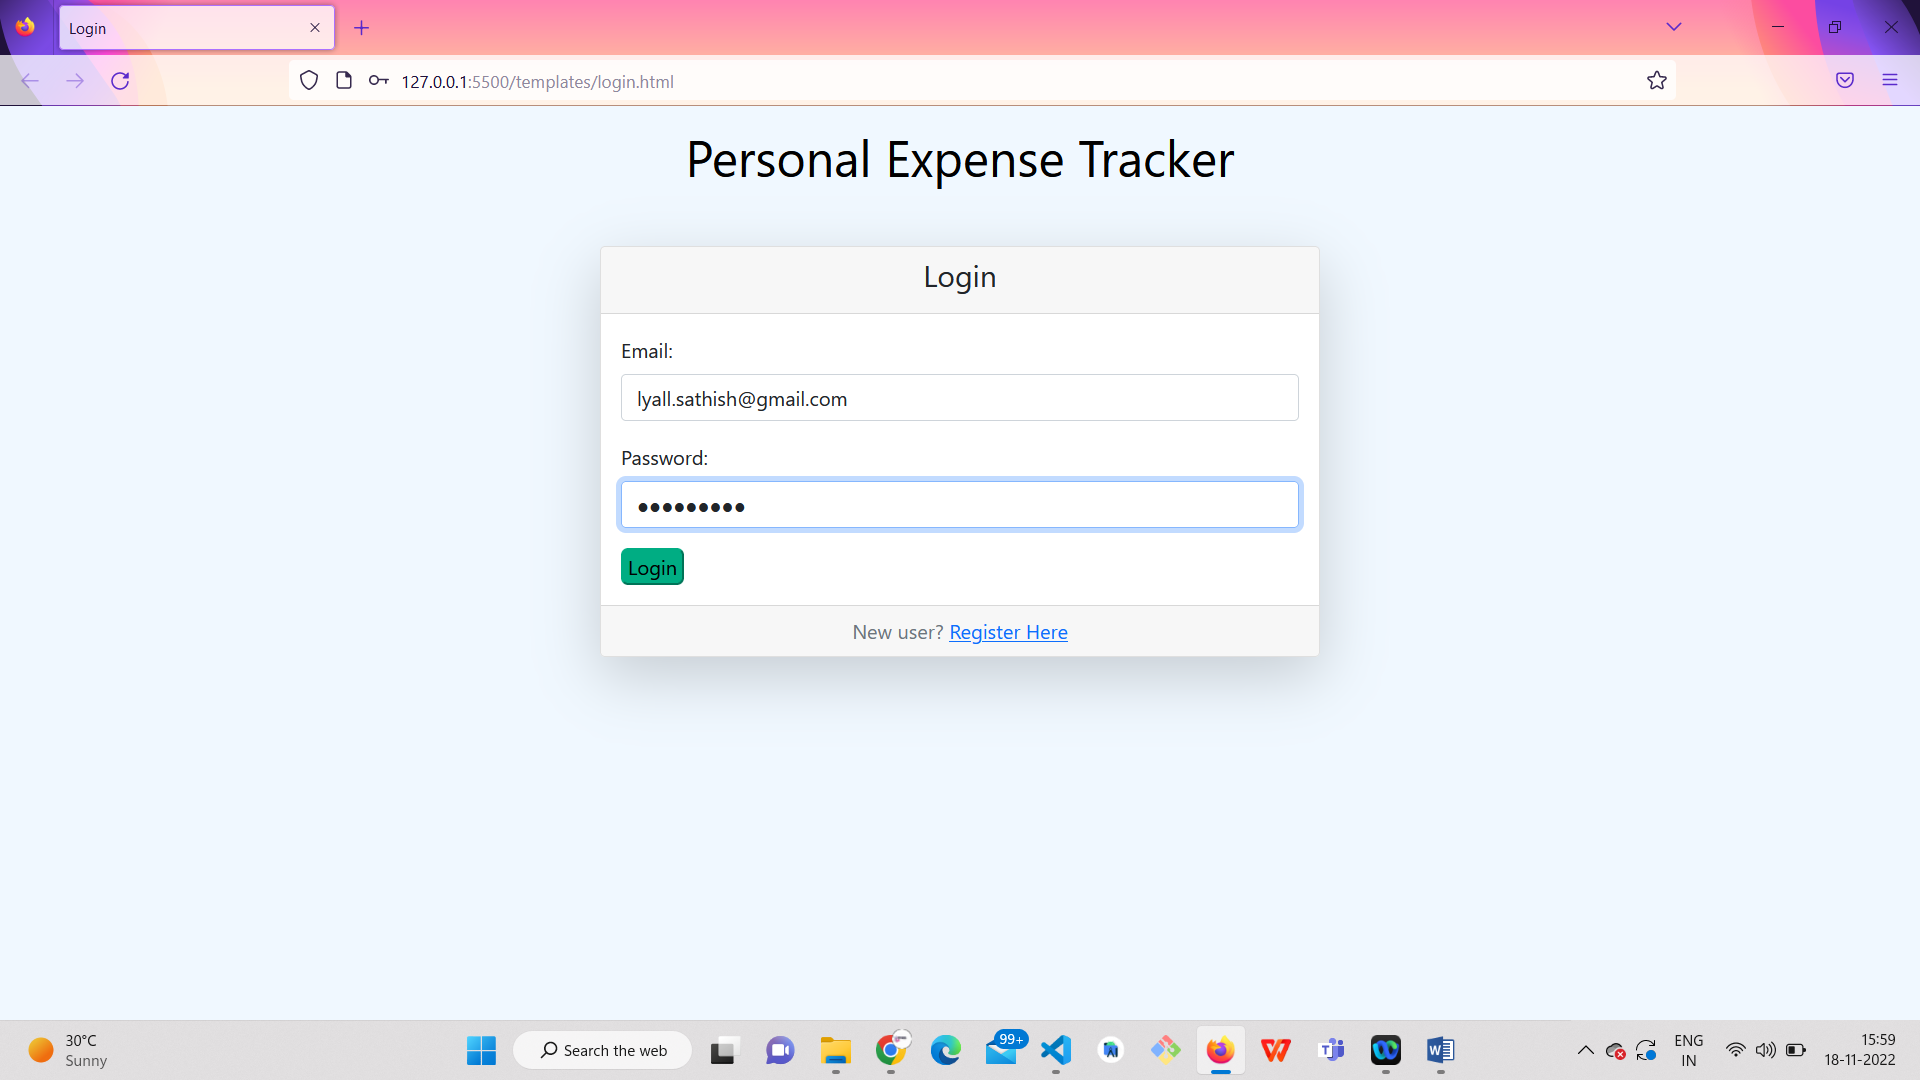 Login
127.0.0.1:5500/templates/login.html
Personal Expense Tracker
Login
Email:
lyall.sathish@gmail.com
Password:
●●●●●●●●●
Login
New user? Register Here
30°C
Sunny
Search the web
99+
ENG
IN
15:59
18-11-2022